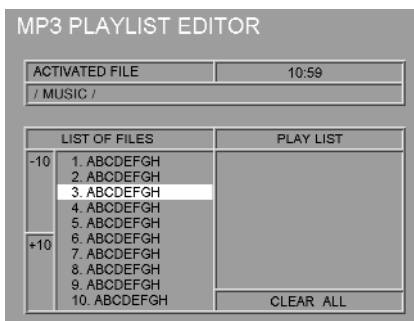 MP3 PLAYLIST EDITOR
ACTIVATED FILE 10:59
/ MUSIC /
LIST OF FILES PLAY LIST
-10 1. ABCDEFGH
2. ABCDEFGH
3. ABCDEFGH
4. ABCDEFGH
5. ABCDEFGH
+10 6. ABCDEFGH
7. ABCDEFGH
8. ABCDEFGH
9. ABCDEFGH
10. ABCDEFGH CLEAR ALL